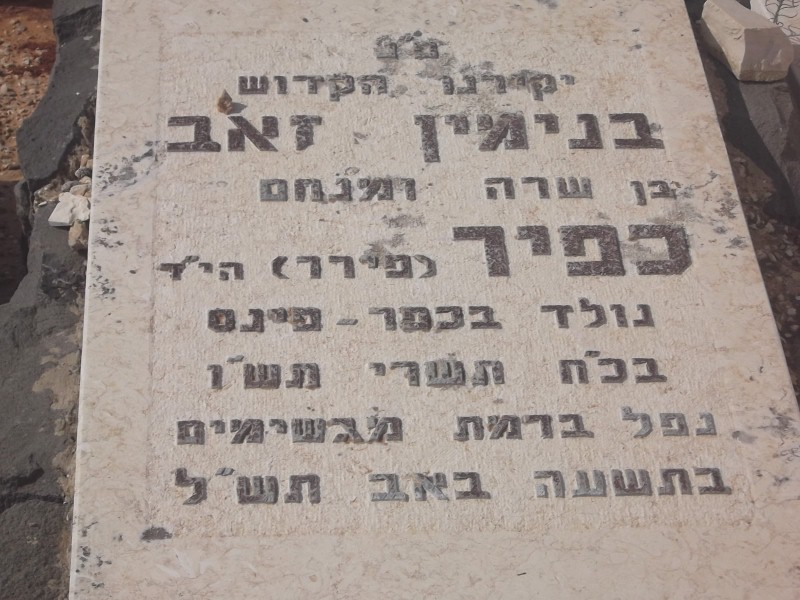 פ״נ
יקירנו הקדוש
בנימין זאב
בן שרה ומנחם
כפיר (פירר) הי״ד
נולד בכפר-פינס
בכ״ח תשרי תש״ו
נפל ברמת מגשימים
בתשעה באב תש״ל